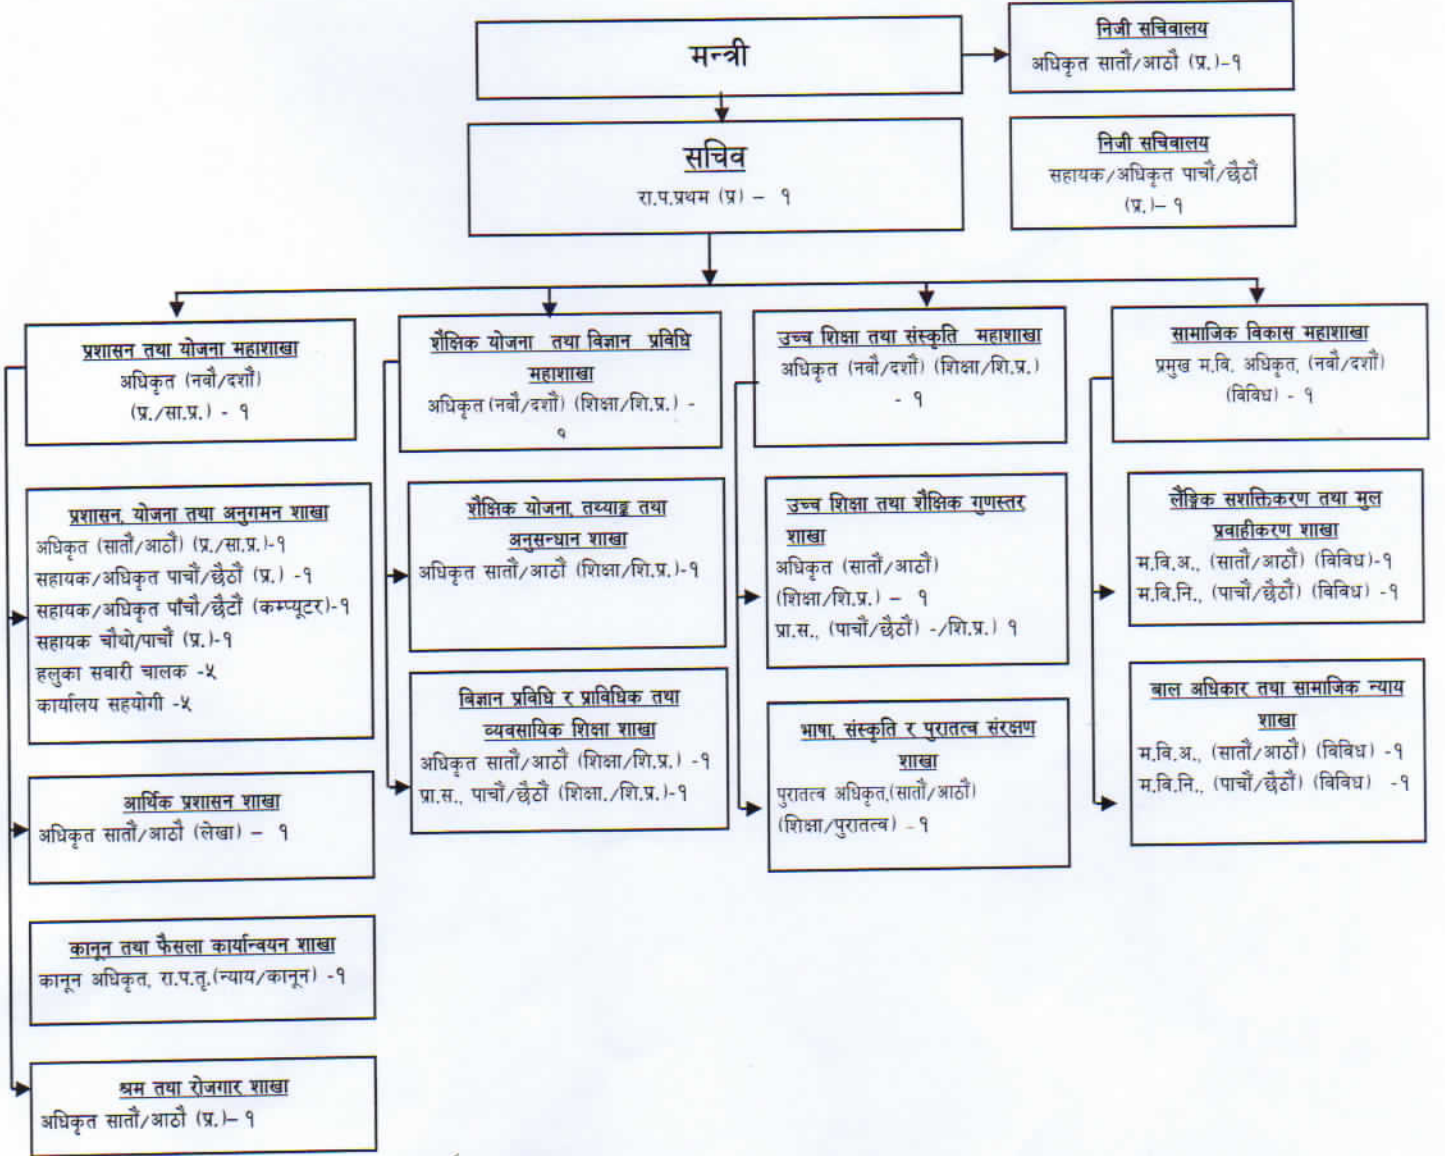 मन्त्री
निजी सचिवालय
अधिकृत सातौं/आठौं (प्र.)-१
सचिव
रा.प.प्रथम (प्र) – १
निजी सचिवालय
सहायक/अधिकृत पाचौं/छैठौं
(प्र.)– १
प्रशासन तथा योजना महाशाखा
अधिकृत (नवौं/दशौं)
(प्र./सा.प्र.) - १
प्रशासन, योजना तथा अनुगमन शाखा
अधिकृत (सातौं/आठौं) (प्र./सा.प्र.)-१
सहायक/अधिकृत पाचौं/छैठौं (प्र.) -१
सहायक/अधिकृत पाँचौं/छैटौं (कम्प्यूटर)-१
सहायक चौथो/पाचौं (प्र.)-१
हलुका सवारी चालक -५
कार्यालय सहयोगी -५
आर्थिक प्रशासन शाखा
अधिकृत सातौं/आठौं (लेखा) – १
कानून तथा फैसला कार्यान्वयन शाखा
कानून अधिकृत, रा.प.तृ.(न्याय/कानून) -१
श्रम तथा रोजगार शाखा
अधिकृत सातौं/आठौं (प्र.)– १
शैक्षिक योजना तथा विज्ञान प्रविधि
महाशाखा
अधिकृत (नवौं/दशौं) (शिक्षा/शि.प्र.) -
१
शैक्षिक योजना, तथ्याङ्क तथा
अनुसन्धान शाखा
अधिकृत सातौं/आठौं (शिक्षा/शि.प्र.)-१
विज्ञान प्रविधि र प्राविधिक तथा
व्यवसायिक शिक्षा शाखा
अधिकृत सातौं/आठौं (शिक्षा/शि.प्र.) -१
प्रा.स., पाचौं/छैठौं (शिक्षा./शि.प्र.)-१
उच्च शिक्षा तथा संस्कृति महाशाखा
अधिकृत (नवौं/दशौं) (शिक्षा/शि.प्र.)
- १
उच्च शिक्षा तथा शैक्षिक गुणस्तर
शाखा
अधिकृत (सातौं/आठौं)
(शिक्षा/शि.प्र.) – १
प्रा.स., (पाचौं/छैठौं) -/शि.प्र.) १
भाषा, संस्कृति र पुरातत्व संरक्षण
शाखा
पुरातत्व अधिकृत,(सातौं/आठौं)
(शिक्षा/पुरातत्व) -१
सामाजिक विकास महाशाखा
प्रमुख म.वि. अधिकृत, (नवौं/दशौं)
(विविध) - १
लैङ्गिक सशक्तिकरण तथा मुल
प्रवाहीकरण शाखा
म.वि.अ., (सातौं/आठौं) (विविध)-१
म.वि.नि., (पाचौं/छैठौं) (विविध) -१
बाल अधिकार तथा सामाजिक न्याय
शाखा
म.वि.अ., (सातौं/आठौं) (विविध) -१
म.वि.नि., (पाचौं/छैठौं) (विविध) -१